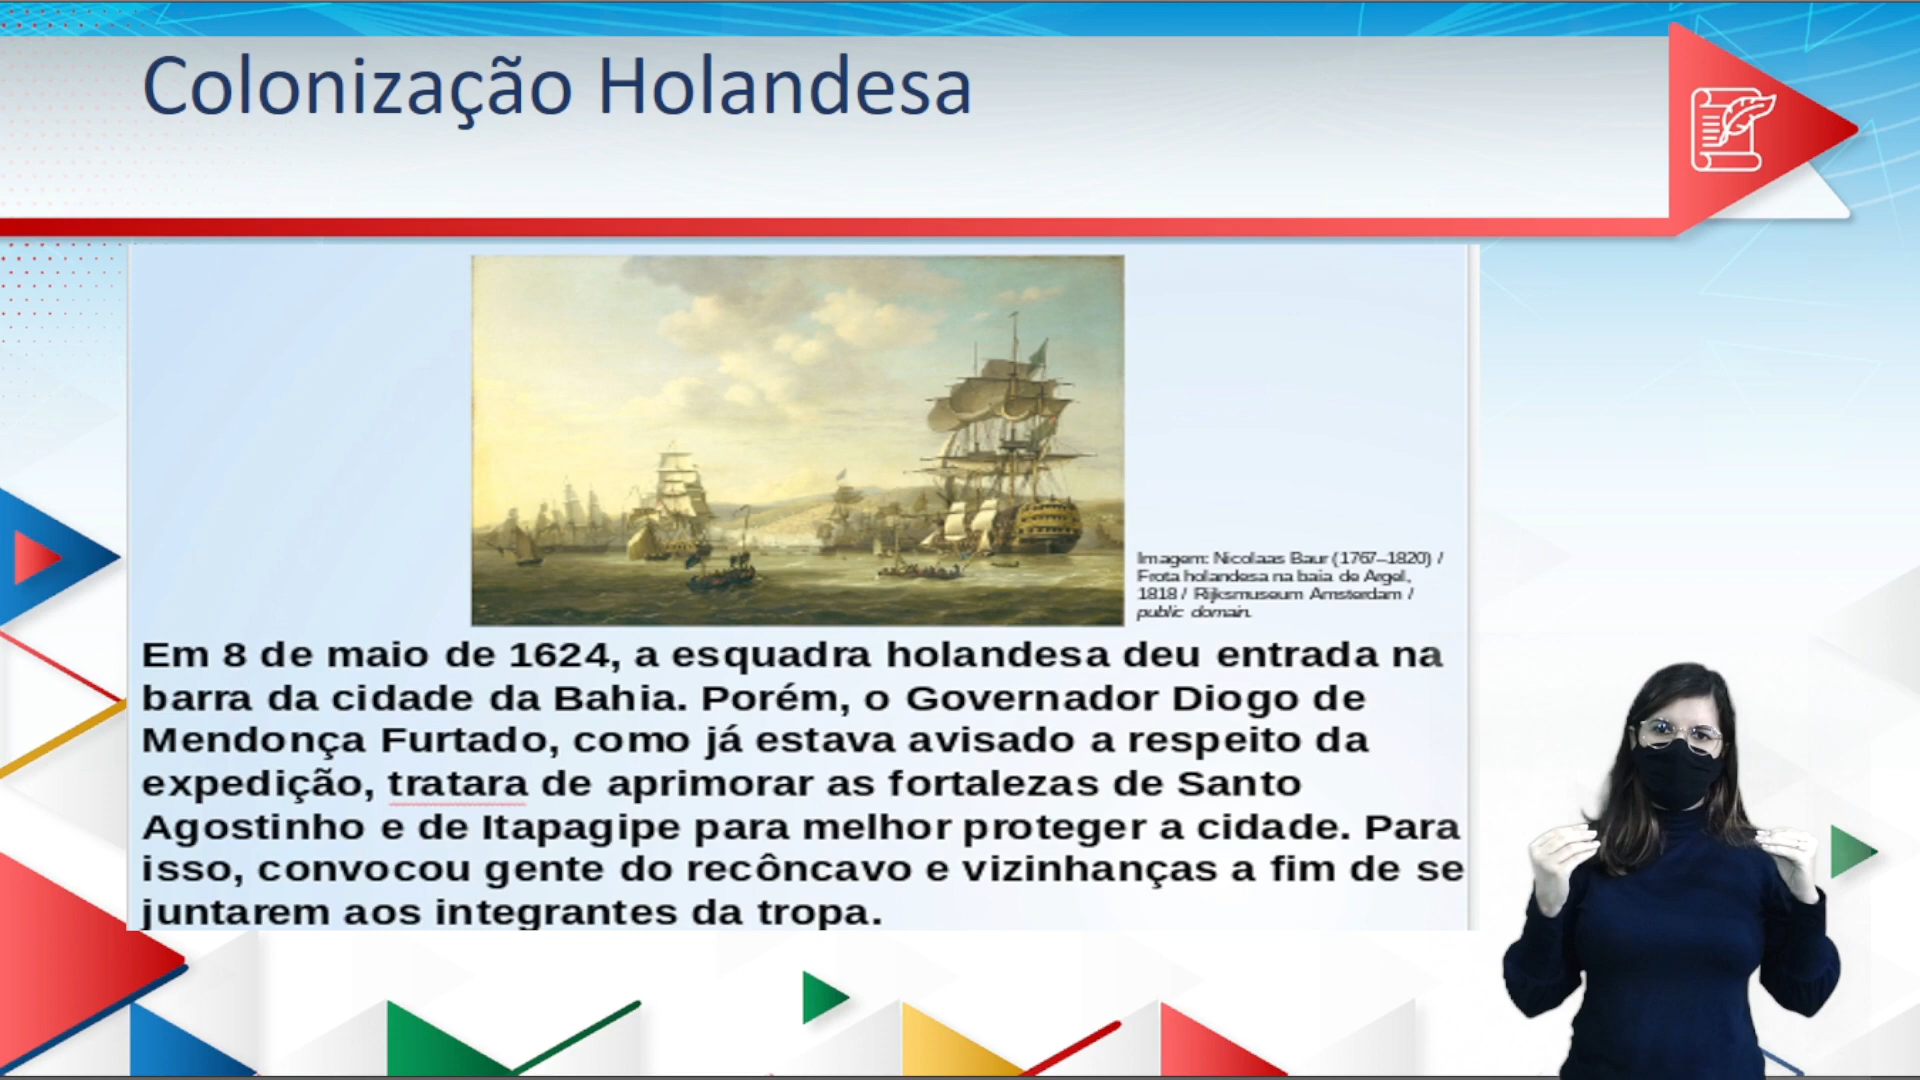 Colonização Holandesa
Imagem: Nicolaas Baur (1767–1820) /
Frota holandesa na baia de Argel,
1818 / Rijksmuseum Amsterdam /
public domain.
Em 8 de maio de 1624, a esquadra holandesa deu entrada na
barra da cidade da Bahia. Porém, o Governador Diogo de
Mendonça Furtado, como já estava avisado a respeito da
expedição, tratara de aprimorar as fortalezas de Santo
Agostinho e de Itapagipe para melhor proteger a cidade. Para
isso, convocou gente do recôncavo e vizinhanças a fim de se
juntarem aos integrantes da tropa.